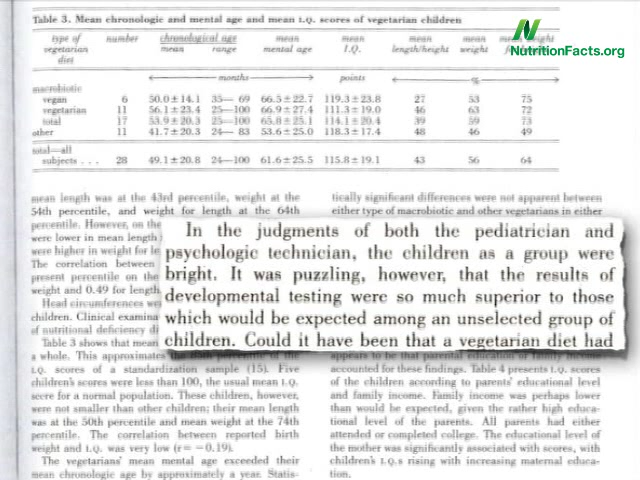 Table 3. Mean chronologic and mental age and mean I.Q. scores of vegetarian children
NutritionFacts.org
type of vegetarian diet number chronological age mean range mean mental age mean I.Q. mean length/height mean weight
months points %
macrobiotic
vegan 6 50.0±14.1 35— 69 66.5±22.7 119.3±23.8 27 53 75
vegetarian 11 56.1±23.4 25—100 66.9±27.4 111.3±19.0 46 63 72
total 17 53.9±20.3 25—100 65.8±25.1 114.1±20.4 39 59 73
other 11 41.7±20.3 24— 83 53.6±25.0 118.3±17.4 48 46 49
total—all
subjects . . . 28 49.1±20.8 24—100 61.6±25.5 115.8±19.1 43 56 64
mean length was at the 43rd percentile, weight at the
54th percentile, and weight for length at the 64th
percentile. However, on the
were lower in mean length
were higher in weight for le
The correlation between
present percentile on the
weight and 0.49 for length
Head circumferences we
children. Clinical examina
of nutritional deficiency di
Table 3 shows that mean
a whole. This approximates the
I.Q. scores of a standardization sample (15). Five
children's scores were less than 100, the usual mean I.Q.
score for a normal population. These children, however,
were not smaller than other children; their mean length
was at the 50th percentile and mean weight at the 74th
percentile. The correlation between reported birth
weight and I.Q. was very low (r= —0.19).
The vegetarians' mean mental age exceeded their
mean chronologic age by approximately a year. Statis-
tically significant differences were not apparent between
either type of macrobiotic and other vegetarians in either
In the judgments of both the pediatrician and
psychologic technician, the children as a group were
bright. It was puzzling, however, that the results of
developmental testing were so much superior to those
which would be expected among an unselected group of
children. Could it have been that a vegetarian diet had
appears to be that parental education or family income
accounted for these findings. Table 4 presents I.Q. scores
of the children according to parents' educational level
and family income. Family income was perhaps lower
than would be expected, given the rather high educa-
tional level of the parents. All parents had either
attended or completed college. The educational level of
the mother was significantly associated with scores, with
children's I.Q.s rising with increasing maternal educa-
tion.